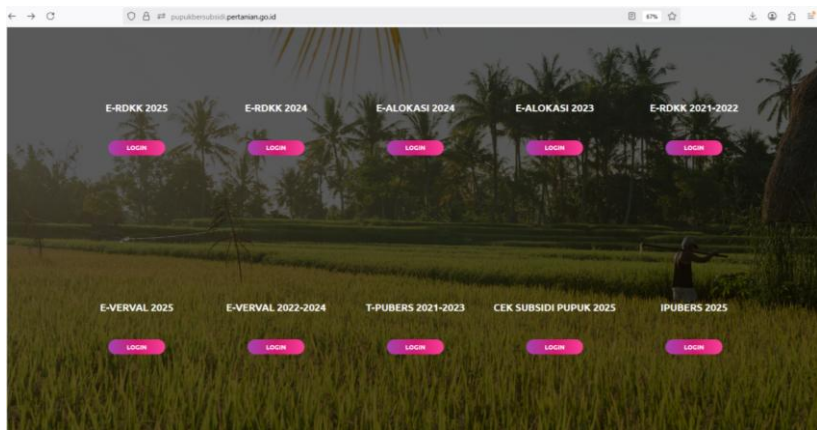 pupukbersubsidi.pertanian.go.id
67%
E-RDKK 2025
E-RDKK 2024
E-ALOKASI 2024
E-ALOKASI 2023
E-RDKK 2021-2022
LOGIN
LOGIN
LOGIN
LOGIN
LOGIN
E-VERVAL 2025
E-VERVAL 2022-2024
T-PUBERS 2021-2023
CEK SUBSIDI PUPUK 2025
IPUBERS 2025
LOGIN
LOGIN
LOGIN
LOGIN
LOGIN